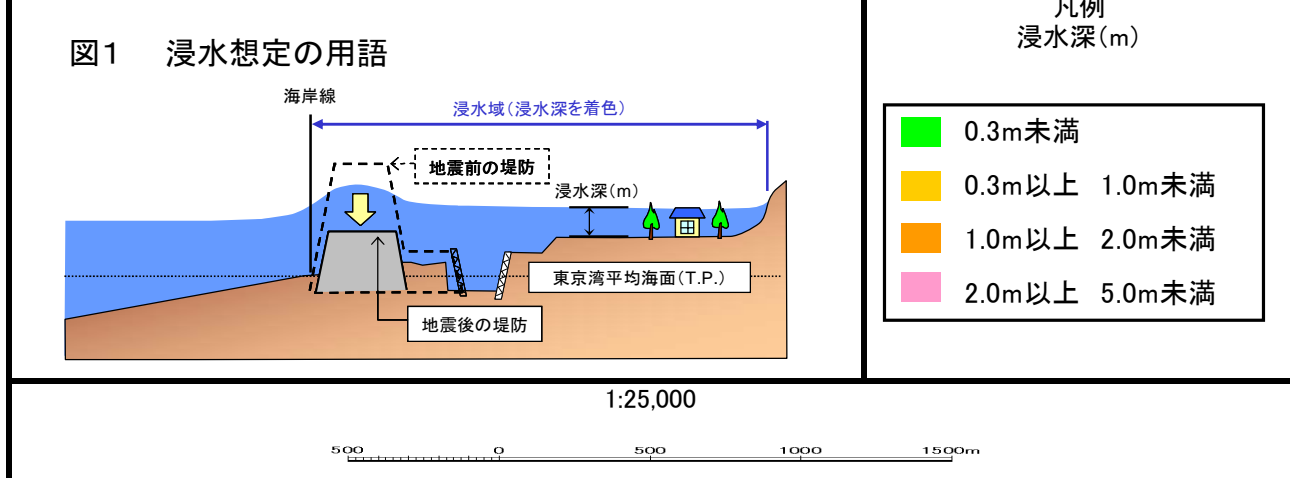 図1 浸水想定の用語
海岸線
浸水域(浸水深を着色)
地震前の堤防
浸水深(m)
東京湾平均海面(T.P.)
地震後の堤防
凡例
浸水深(m)
0.3m未満
0.3m以上 1.0m未満
1.0m以上 2.0m未満
2.0m以上 5.0m未満
1:25,000
500 0 500 1000 1500m